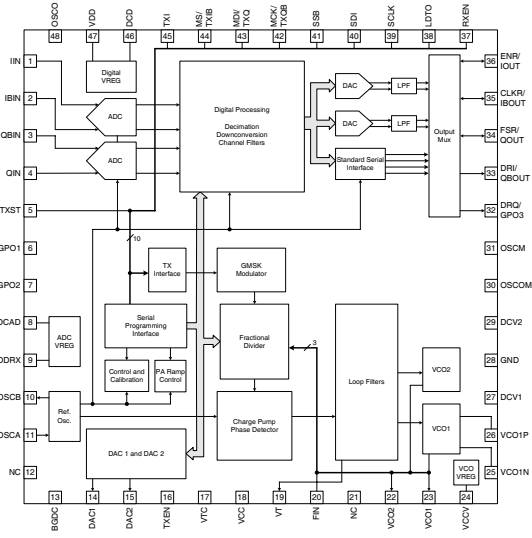 OSCO
VDD
DCD
TXI
MS/
TXIB
MDI/
TXQ
MCK/
TXQB
SSB
SDI
SCLK
LDTO
RXEN
48
47
46
45
44
43
42
41
40
39
38
37
IIN
1
IBIN
2
QBIN
3
QIN
4
TXST
5
GPO1
6
GPO2
7
8
9
10
11
NC
12
36
ENR/
IOUT
35
CLKR/
IBOUT
34
FSR/
QOUT
33
DRI/
QBOUT
32
DRQ/
GPO3
31
OSCM
30
OSCOM
29
DCV2
28
GND
27
DCV1
26
VCO1P
25
VCO1N
Digital
VREG
ADC
ADC
Digital Processing
Decimation
Downconversion
Channel Filters
DAC
LPF
DAC
LPF
Standard Serial
Interface
Output
Mux
10
TX
Interface
GMSK
Modulator
Serial
Programming
Interface
Fractional
Divider
3
Loop Filters
VCO2
ADC
VREG
Control and
Calibration
PA Ramp
Control
Ref.
Osc.
Charge Pump
Phase Detector
VCO1
DAC 1 and DAC 2
VCO
VREG
13
14
15
16
17
18
19
20
21
22
23
24
BGDC
DAC1
DAC2
TXEN
VTC
VCC
VT
FIN
NC
VCO2
VCO1
VCCV